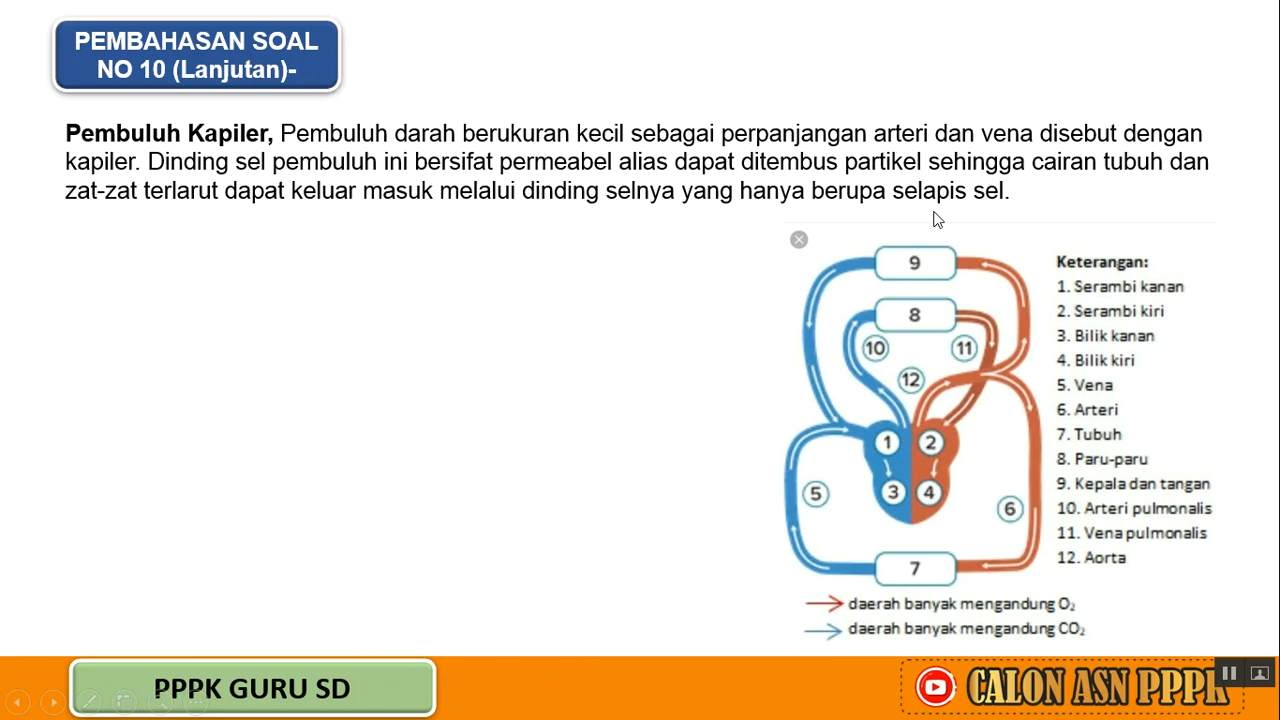 PEMBAHASAN SOAL
NO 10 (Lanjutan)-
Pembuluh Kapiler, Pembuluh darah berukuran kecil sebagai perpanjangan arteri dan vena disebut dengan
kapiler. Dinding sel pembuluh ini bersifat permeabel alias dapat ditembus partikel sehingga cairan tubuh dan
zat-zat terlarut dapat keluar masuk melalui dinding selnya yang hanya berupa selapis sel.
9
8
10
11
12
1
2
3
4
5
6
7
Keterangan:
1. Serambi kanan
2. Serambi kiri
3. Bilik kanan
4. Bilik kiri
5. Vena
6. Arteri
7. Tubuh
8. Paru-paru
9. Kepala dan tangan
10. Arteri pulmonalis
11. Vena pulmonalis
12. Aorta
daerah banyak mengandung O₂
daerah banyak mengandung CO₂
PPPK GURU SD
CALON ASN PPPK